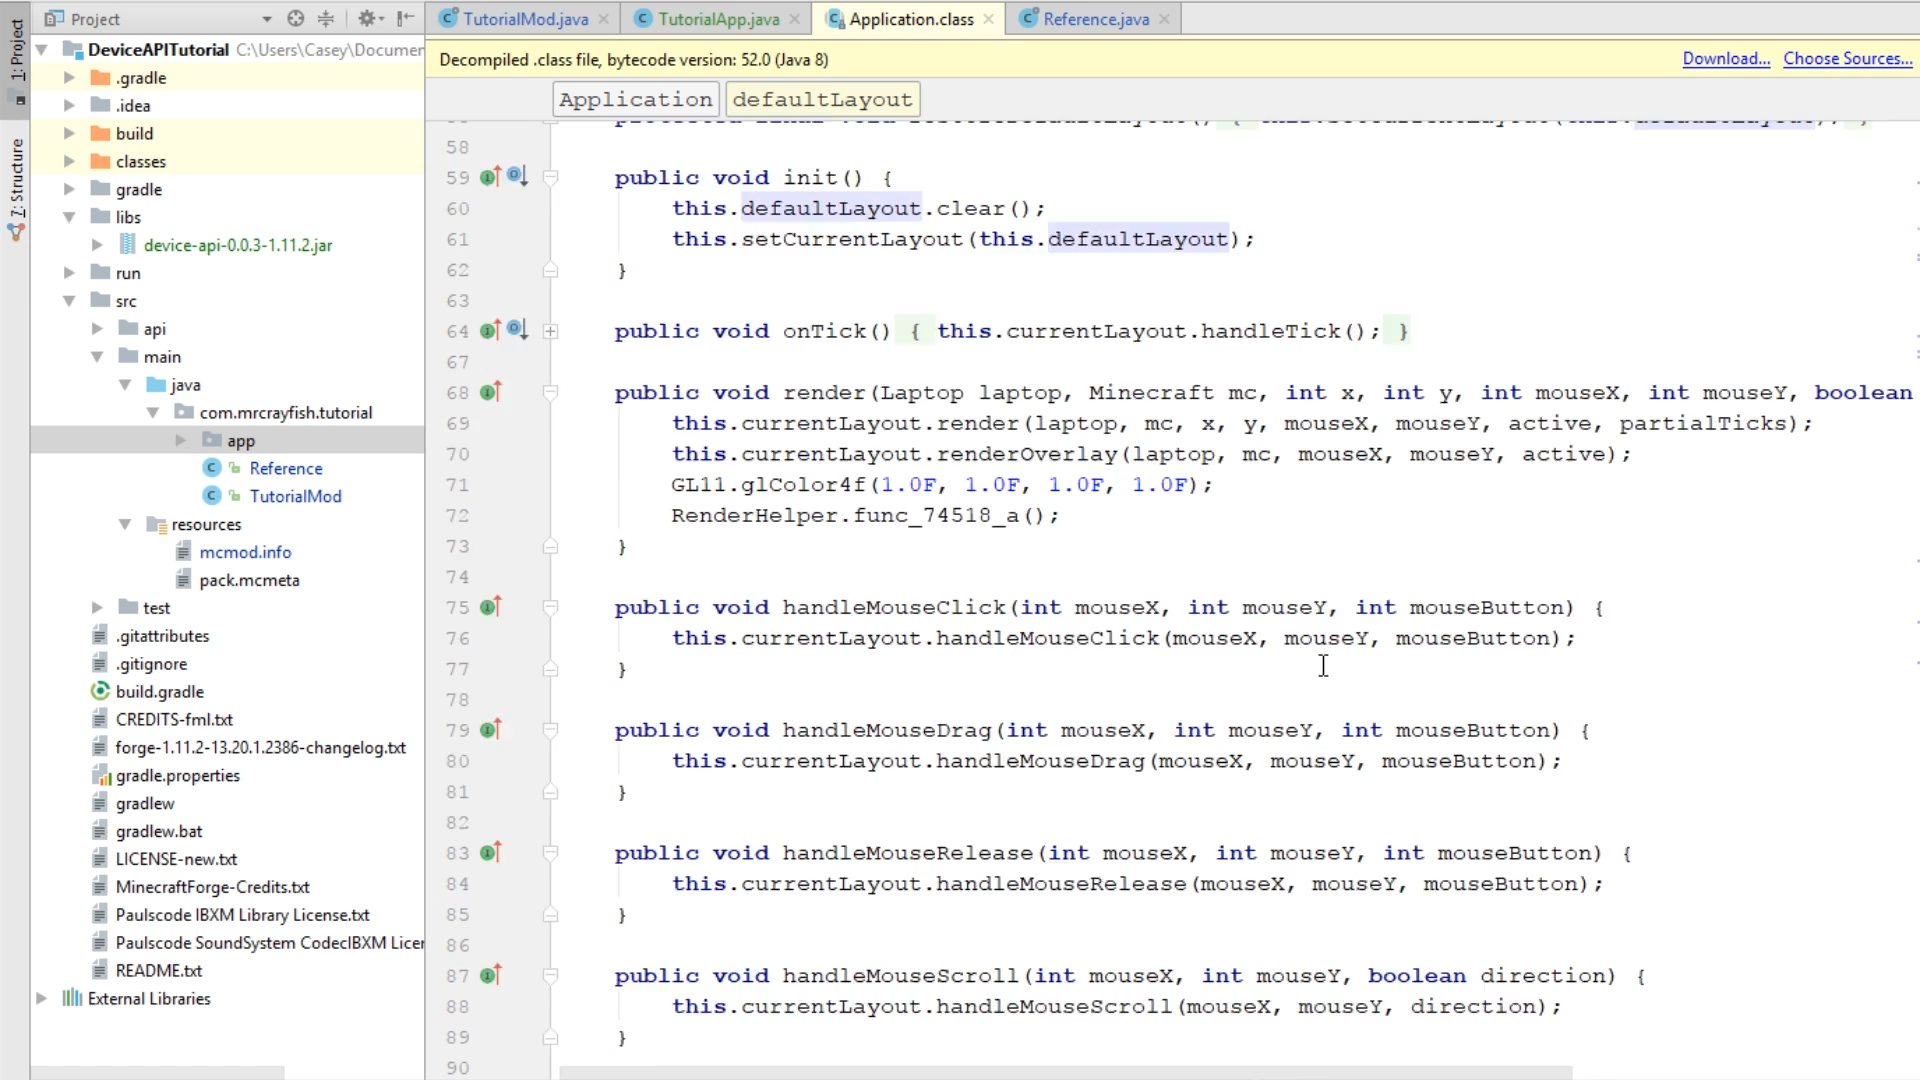 1: Project
7: Structure
Project
DeviceAPITutorial C:\Users\Casey\Documen
.gradle
.idea
build
classes
gradle
libs
device-api-0.0.3-1.11.2.jar
run
src
api
main
java
com.mrcrayfish.tutorial
app
Reference
TutorialMod
resources
mcmod.info
pack.mcmeta
test
.gitattributes
.gitignore
build.gradle
CREDITS-fml.txt
forge-1.11.2-13.20.1.2386-changelog.txt
gradle.properties
gradlew
gradlew.bat
LICENSE-new.txt
MinecraftForge-Credits.txt
Paulscode IBXM Library License.txt
Paulscode SoundSystem CodecIBXM Licer
README.txt
External Libraries
TutorialMod.java TutorialApp.java Application.class Reference.java
Decompiled .class file, bytecode version: 52.0 (Java 8) Download... Choose Sources...
Application defaultLayout
58
59 public void init() {
60 this.defaultLayout.clear();
61 this.setCurrentLayout(this.defaultLayout);
62 }
63
64 public void onTick() { this.currentLayout.handleTick(); }
67
68 public void render(Laptop laptop, Minecraft mc, int x, int y, int mouseX, int mouseY, boolean
69 this.currentLayout.render(laptop, mc, x, y, mouseX, mouseY, active, partialTicks);
70 this.currentLayout.renderOverlay(laptop, mc, mouseX, mouseY, active);
71 GL11.glColor4f(1.0F, 1.0F, 1.0F, 1.0F);
72 RenderHelper.func_74518_a();
73 }
74
75 public void handleMouseClick(int mouseX, int mouseY, int mouseButton) {
76 this.currentLayout.handleMouseClick(mouseX, mouseY, mouseButton);
77 }
78
79 public void handleMouseDrag(int mouseX, int mouseY, int mouseButton) {
80 this.currentLayout.handleMouseDrag(mouseX, mouseY, mouseButton);
81 }
82
83 public void handleMouseRelease(int mouseX, int mouseY, int mouseButton) {
84 this.currentLayout.handleMouseRelease(mouseX, mouseY, mouseButton);
85 }
86
87 public void handleMouseScroll(int mouseX, int mouseY, boolean direction) {
88 this.currentLayout.handleMouseScroll(mouseX, mouseY, direction);
89 }
90